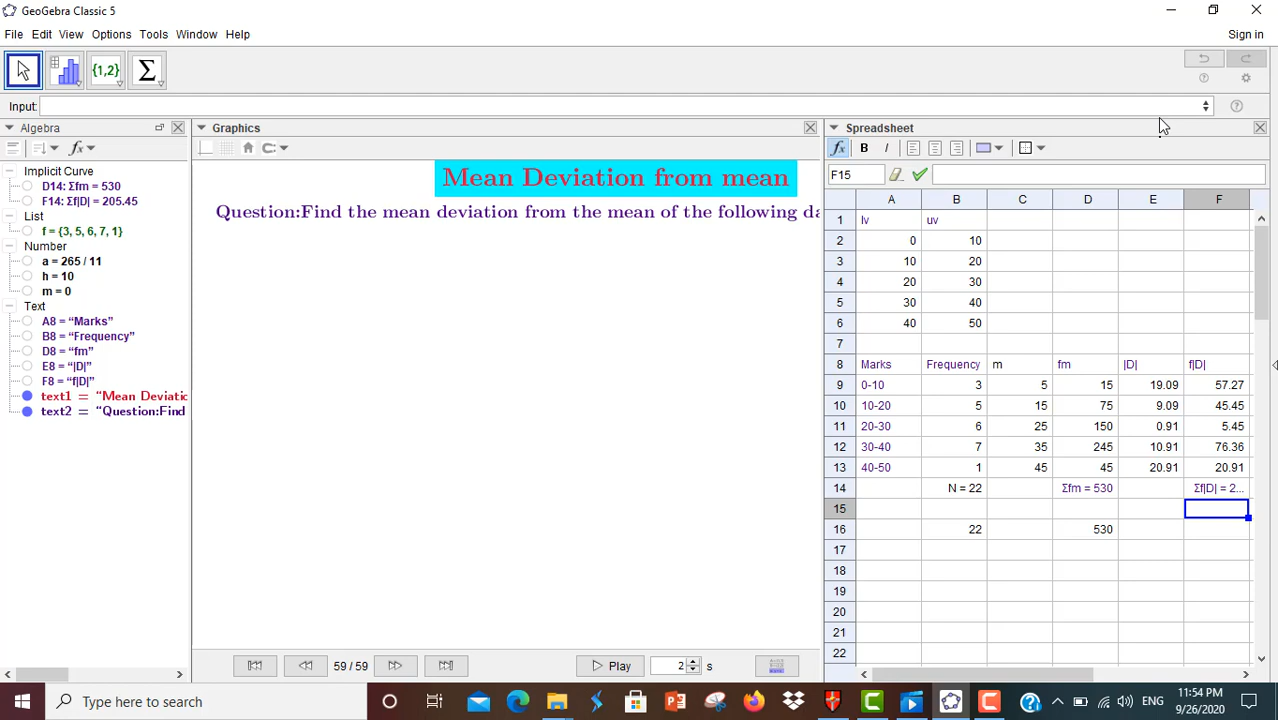 GeoGebra Classic 5
File Edit View Options Tools Window Help
Sign in
{1,2} Σ
Input:
Algebra
Graphics
Spreadsheet
fx
Implicit Curve
D14: Σfm = 530
F14: Σf|D| = 205.45
List
f = {3, 5, 6, 7, 1}
Number
a = 265 / 11
h = 10
m = 0
Text
A8 = “Marks”
B8 = “Frequency”
D8 = “fm”
E8 = “|D|”
F8 = “f|D|”
text1 = “Mean Deviatic
text2 = “Question:Find
Mean Deviation from mean
Question:Find the mean deviation from the mean of the following da
59 / 59 Play 2 s
fx B I
F15
A B C D E F
1 lv uv
2 0 10
3 10 20
4 20 30
5 30 40
6 40 50
7
8 Marks Frequency m fm |D| f|D|
9 0-10 3 5 15 19.09 57.27
10 10-20 5 15 75 9.09 45.45
11 20-30 6 25 150 0.91 5.45
12 30-40 7 35 245 10.91 76.36
13 40-50 1 45 45 20.91 20.91
14 N = 22 Σfm = 530 Σf|D| = 2...
15
16 22 530
17
18
19
20
21
22
Type here to search
ENG
11:54 PM
9/26/2020